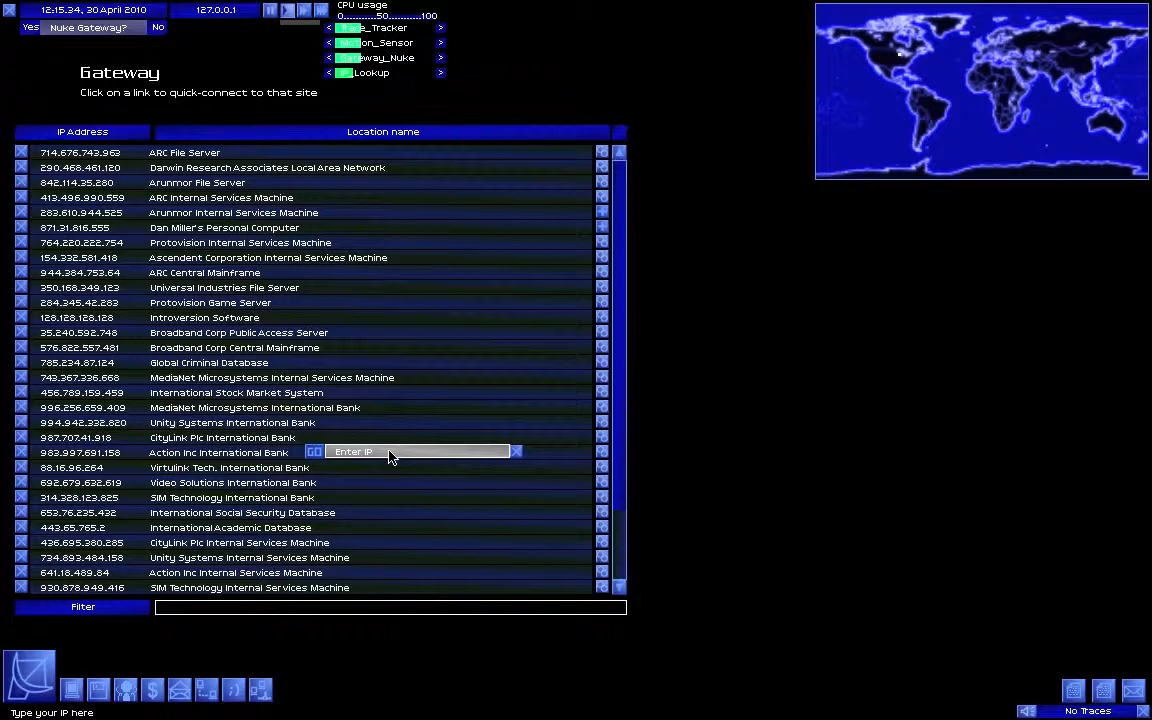 12:15.34, 30 April 2010
127.0.0.1
CPU usage
0.........50.........100
Yes
Nuke Gateway?
No
< Trace_Tracker >
< Motion_Sensor >
< Gateway_Nuke >
< IP_Lookup >
Gateway
Click on a link to quick-connect to that site
IP Address Location name
714.676.743.963 ARC File Server
290.468.461.120 Darwin Research Associates Local Area Network
842.114.35.280 Arunmor File Server
413.496.990.559 ARC Internal Services Machine
283.610.944.525 Arunmor Internal Services Machine
871.31.816.555 Dan Miller's Personal Computer
764.220.222.754 Protovision Internal Services Machine
154.332.581.418 Ascendent Corporation Internal Services Machine
944.384.753.64 ARC Central Mainframe
350.168.349.123 Universal Industries File Server
284.345.42.283 Protovision Game Server
128.128.128.128 Introversion Software
35.240.592.748 Broadband Corp Public Access Server
576.822.557.481 Broadband Corp Central Mainframe
785.234.87.124 Global Criminal Database
743.367.336.668 MediaNet Microsystems Internal Services Machine
456.789.159.459 International Stock Market System
996.256.659.409 MediaNet Microsystems International Bank
994.942.332.820 Unity Systems International Bank
987.707.41.918 CityLink Plc International Bank
983.997.691.158 Action Inc International Bank
GO Enter IP
88.16.96.264 Virtulink Tech. International Bank
692.679.632.619 Video Solutions International Bank
314.328.123.825 SIM Technology International Bank
653.76.235.432 International Social Security Database
443.65.765.2 International Academic Database
436.695.380.285 CityLink Plc Internal Services Machine
734.893.484.158 Unity Systems Internal Services Machine
641.18.489.84 Action Inc Internal Services Machine
930.878.949.416 SIM Technology Internal Services Machine
Filter
Type your IP here
No Traces